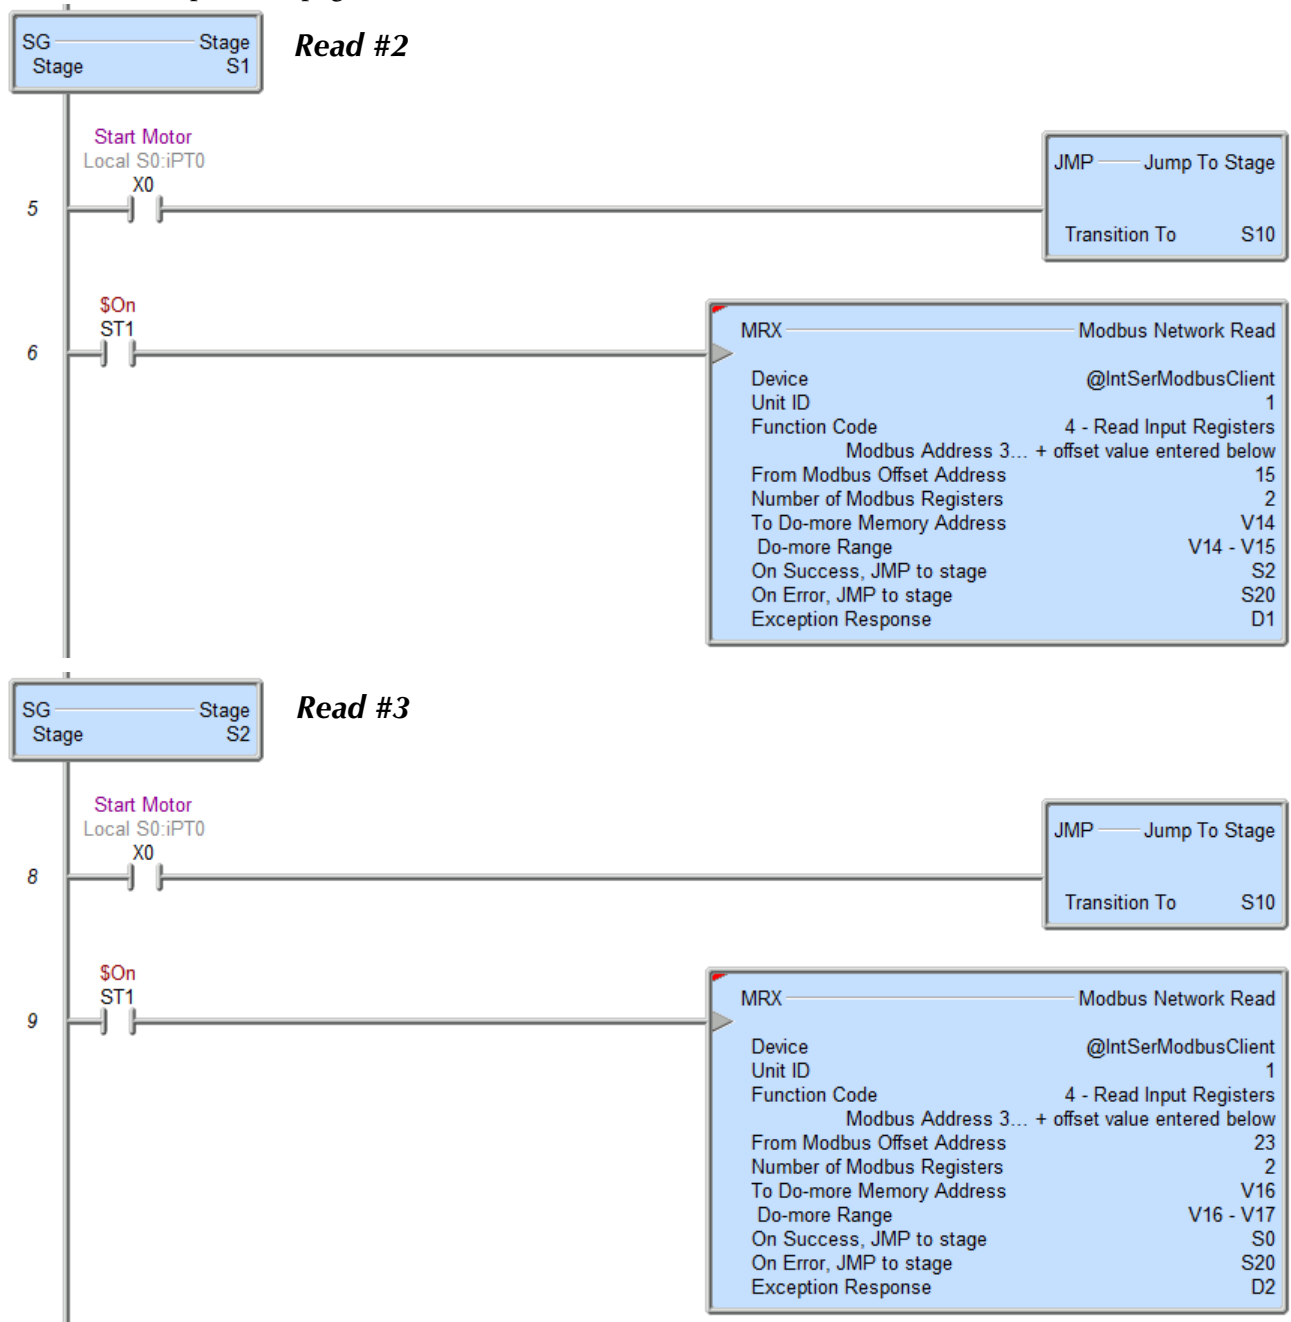 SG Stage
Stage S1
Read #2
Start Motor
Local S0:iPT0
X0
5
JMP Jump To Stage
Transition To S10
$On
ST1
6
MRX Modbus Network Read
Device @IntSerModbusClient
Unit ID 1
Function Code 4 - Read Input Registers
Modbus Address 3... + offset value entered below
From Modbus Offset Address 15
Number of Modbus Registers 2
To Do-more Memory Address V14
Do-more Range V14 - V15
On Success, JMP to stage S2
On Error, JMP to stage S20
Exception Response D1
SG Stage
Stage S2
Read #3
Start Motor
Local S0:iPT0
X0
8
JMP Jump To Stage
Transition To S10
$On
ST1
9
MRX Modbus Network Read
Device @IntSerModbusClient
Unit ID 1
Function Code 4 - Read Input Registers
Modbus Address 3... + offset value entered below
From Modbus Offset Address 23
Number of Modbus Registers 2
To Do-more Memory Address V16
Do-more Range V16 - V17
On Success, JMP to stage S0
On Error, JMP to stage S20
Exception Response D2